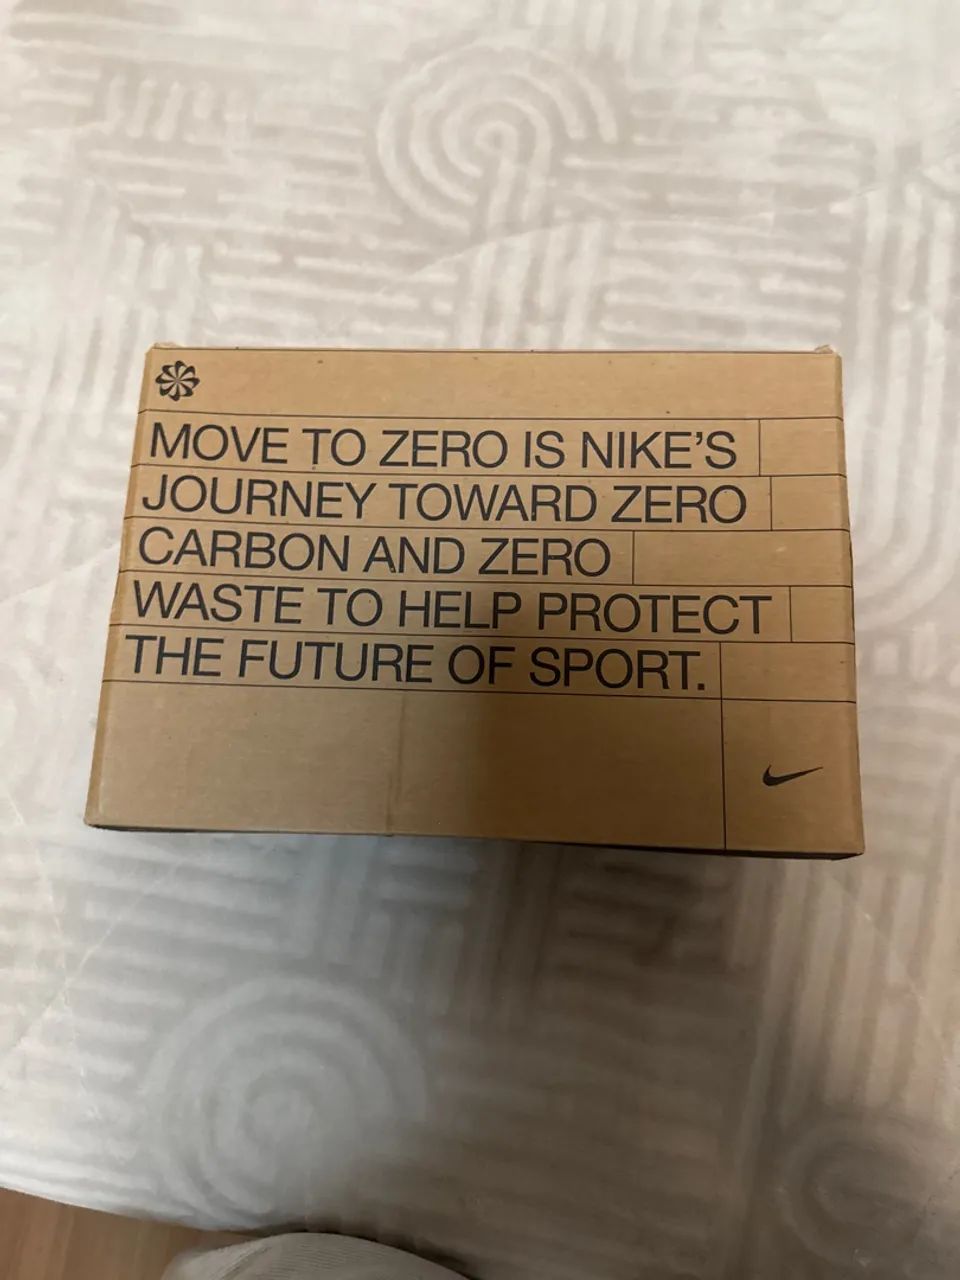 MOVE TO ZERO IS NIKE’S
JOURNEY TOWARD ZERO
CARBON AND ZERO
WASTE TO HELP PROTECT
THE FUTURE OF SPORT.